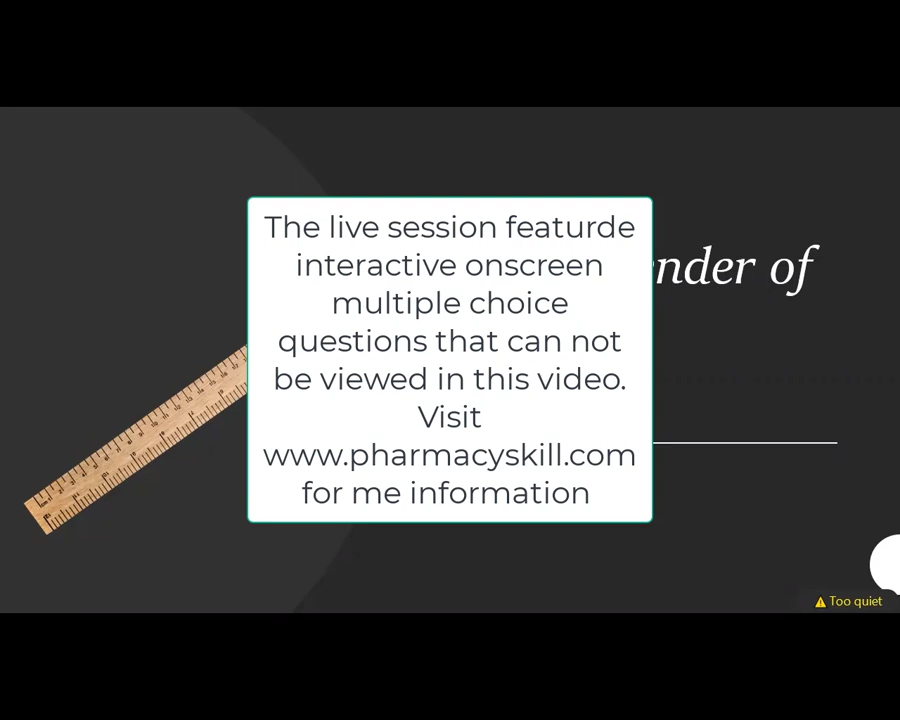 The live session featurde
interactive onscreen
multiple choice
questions that can not
be viewed in this video.
Visit
www.pharmacyskill.com
for me information
nder of
Too quiet